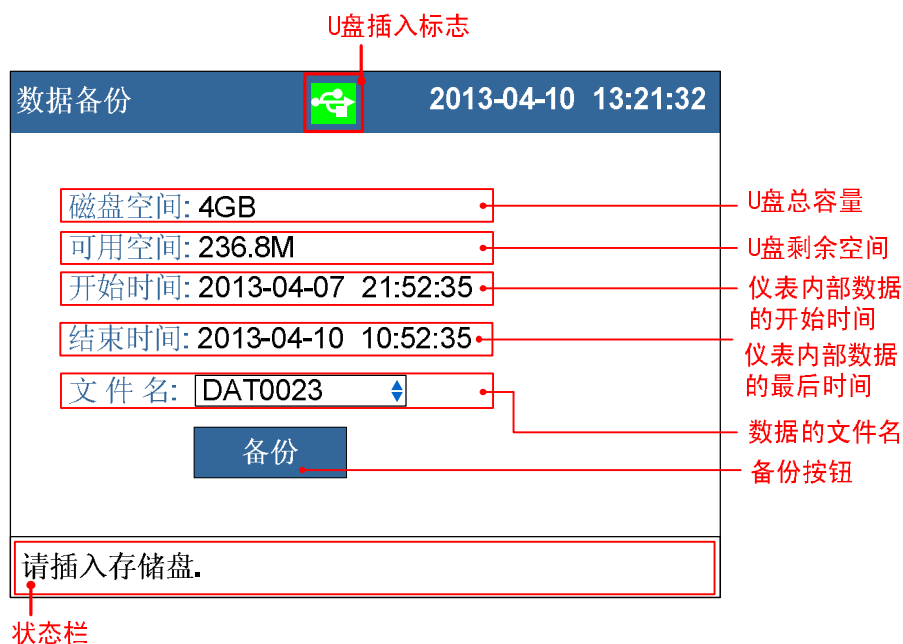 U盘插入标志
数据备份 2013-04-10 13:21:32
磁盘空间: 4GB
U盘总容量
可用空间: 236.8M
U盘剩余空间
开始时间: 2013-04-07 21:52:35
仪表内部数据
的开始时间
结束时间: 2013-04-10 10:52:35
仪表内部数据
的最后时间
文 件 名: DAT0023
数据的文件名
备份
备份按钮
请插入存储盘.
状态栏